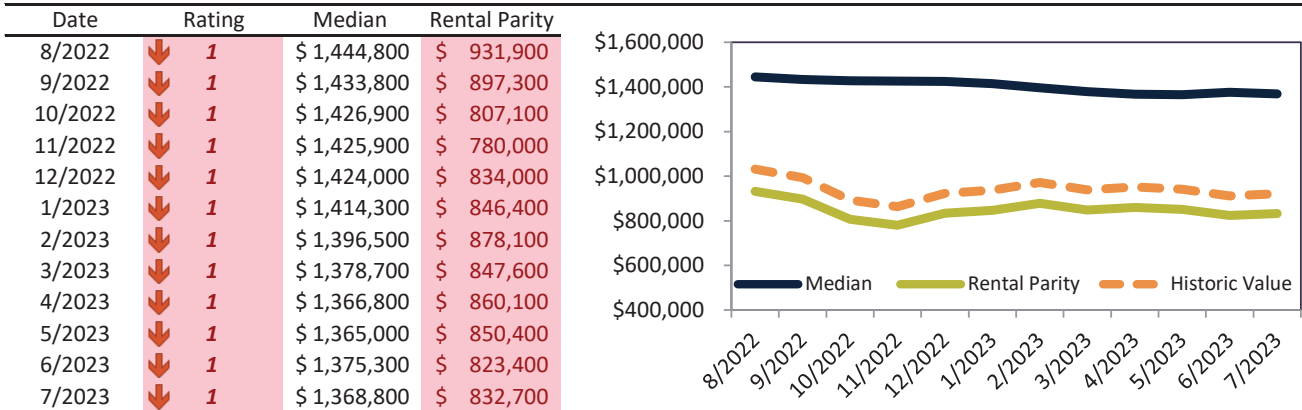 Date Rating Median Rental Parity
8/2022 1 $ 1,444,800 $ 931,900
9/2022 1 $ 1,433,800 $ 897,300
10/2022 1 $ 1,426,900 $ 807,100
11/2022 1 $ 1,425,900 $ 780,000
12/2022 1 $ 1,424,000 $ 834,000
1/2023 1 $ 1,414,300 $ 846,400
2/2023 1 $ 1,396,500 $ 878,100
3/2023 1 $ 1,378,700 $ 847,600
4/2023 1 $ 1,366,800 $ 860,100
5/2023 1 $ 1,365,000 $ 850,400
6/2023 1 $ 1,375,300 $ 823,400
7/2023 1 $ 1,368,800 $ 832,700
$1,600,000
$1,400,000
$1,200,000
$1,000,000
$800,000
$600,000
$400,000
Median Rental Parity Historic Value
8/2022 9/2022 10/2022 11/2022 12/2022 1/2023 2/2023 3/2023 4/2023 5/2023 6/2023 7/2023